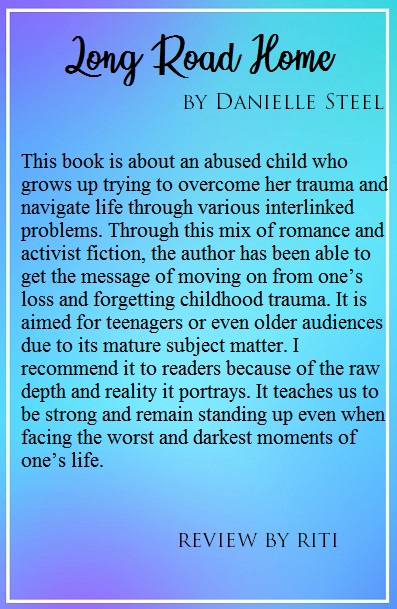 Long Road Home
BY DANIELLE STEEL
This book is about an abused child who
grows up trying to overcome her trauma and
navigate life through various interlinked
problems. Through this mix of romance and
activist fiction, the author has been able to
get the message of moving on from one's
loss and forgetting childhood trauma. It is
aimed for teenagers or even older audiences
due to its mature subject matter. I
recommend it to readers because of the raw
depth and reality it portrays. It teaches us to
be strong and remain standing up even when
facing the worst and darkest moments of
one's life.
REVIEW BY RITI